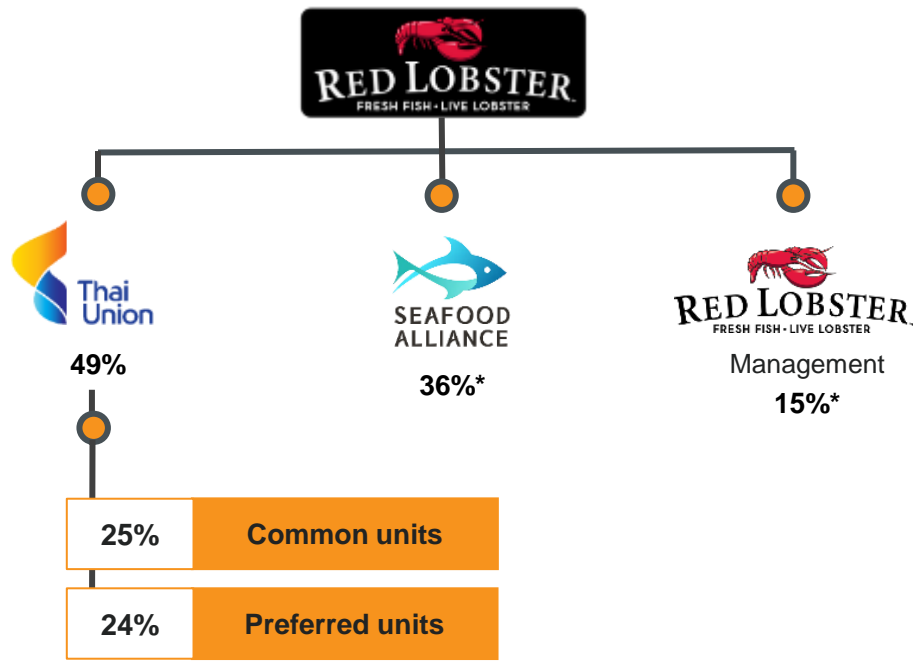 RED LOBSTER
FRESH FISH • LIVE LOBSTER
Thai
Union
49%
SEAFOOD
ALLIANCE
36%*
RED LOBSTER
FRESH FISH • LIVE LOBSTER
Management
15%*
25% Common units
24% Preferred units